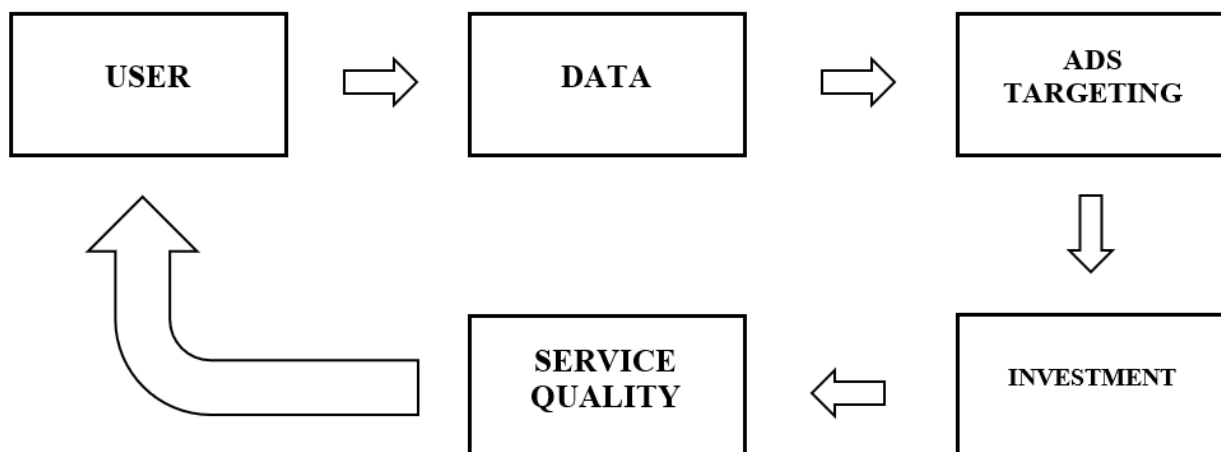 USER
DATA
ADS
TARGETING
SERVICE
QUALITY
INVESTMENT